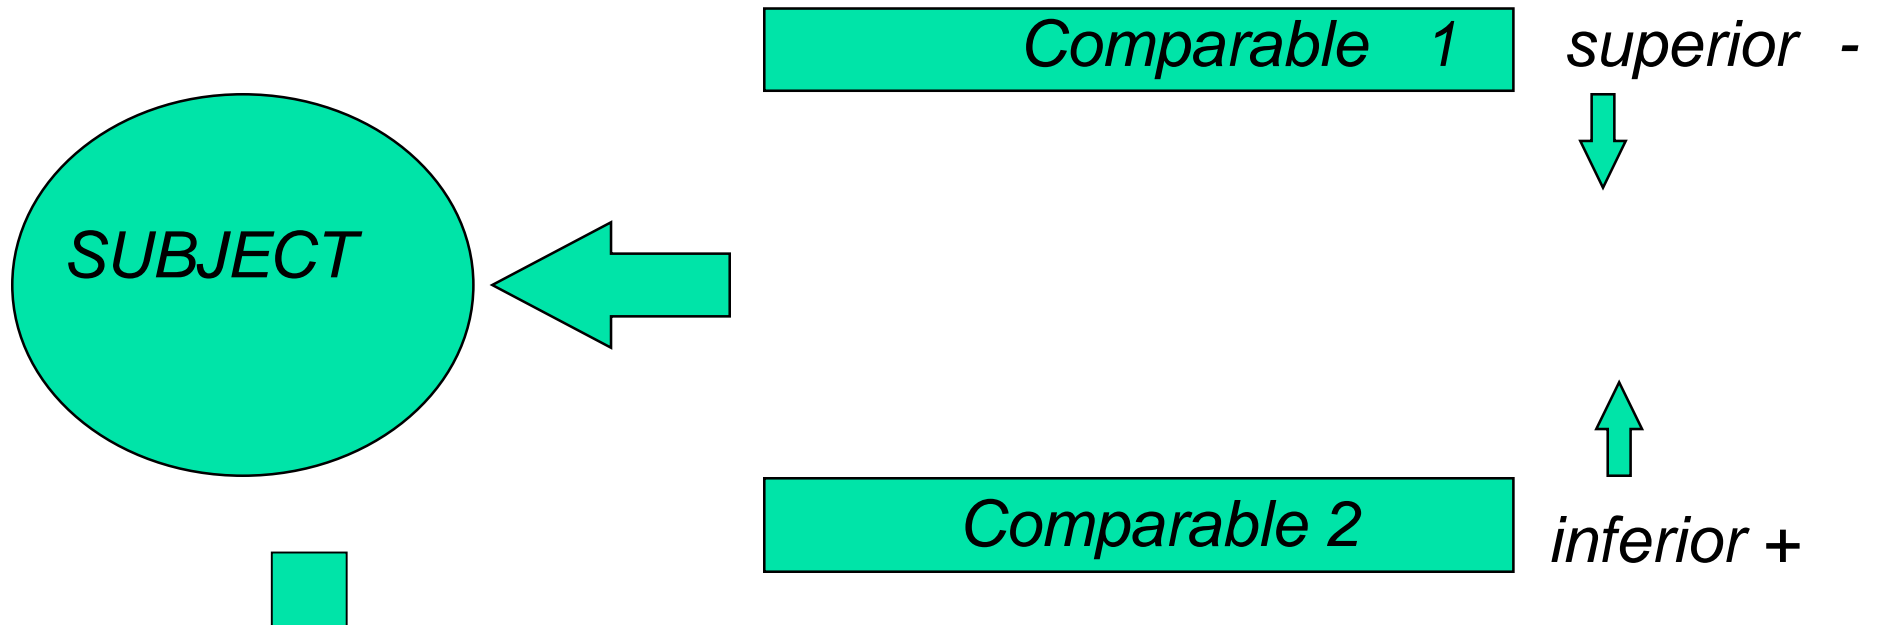 Comparable 1
superior -
SUBJECT
Comparable 2
inferior +